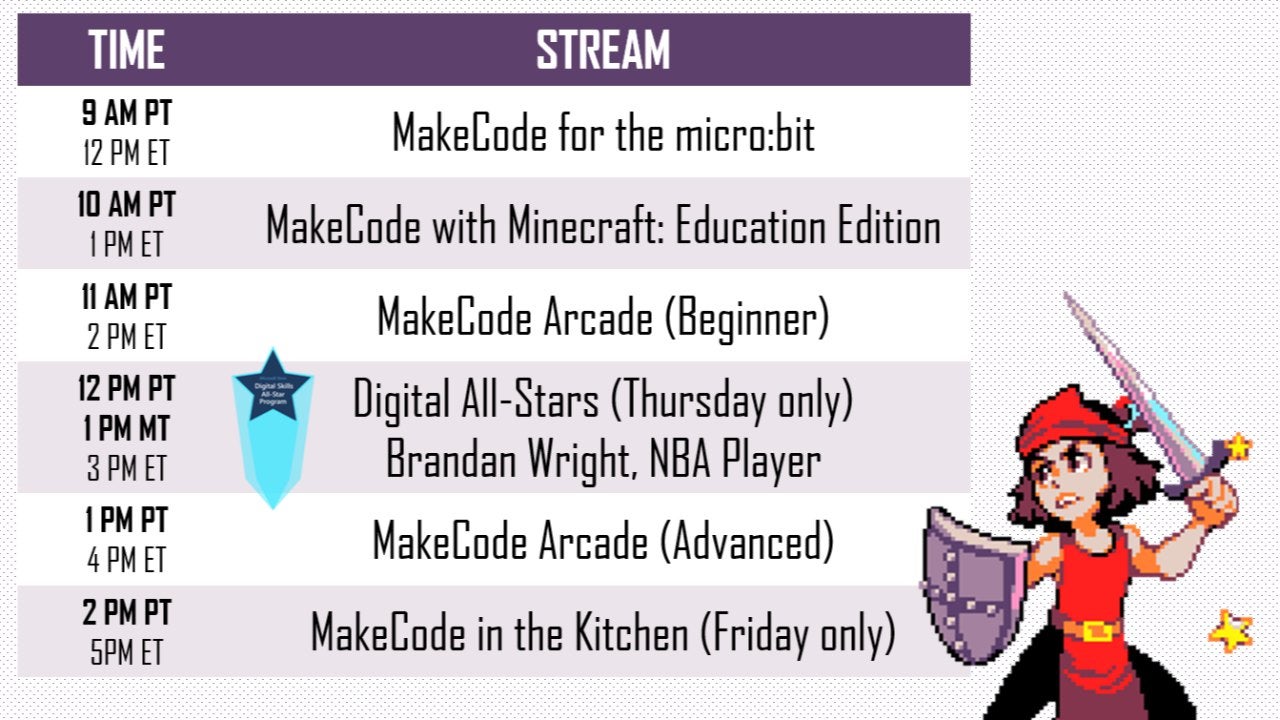 TIME STREAM
9 AM PT
12 PM ET
MakeCode for the micro:bit
10 AM PT
1 PM ET
MakeCode with Minecraft: Education Edition
11 AM PT
2 PM ET
MakeCode Arcade (Beginner)
12 PM PT
1 PM MT
3 PM ET
Digital Skills
All-Star
Program
Digital All-Stars (Thursday only)
Brandan Wright, NBA Player
1 PM PT
4 PM ET
MakeCode Arcade (Advanced)
2 PM PT
5PM ET
MakeCode in the Kitchen (Friday only)